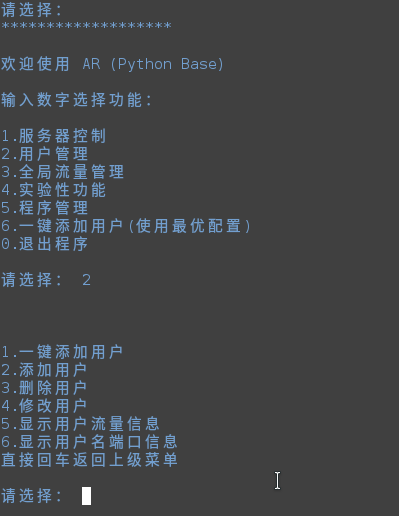 请选择:
*******************
欢迎使用 AR (Python Base)
输入数字选择功能:
1.服务器控制
2.用户管理
3.全局流量管理
4.实验性功能
5.程序管理
6.一键添加用户(使用最优配置)
0.退出程序
请选择: 2
1.一键添加用户
2.添加用户
3.删除用户
4.修改用户
5.显示用户流量信息
6.显示用户名端口信息
直接回车返回上级菜单
请选择: